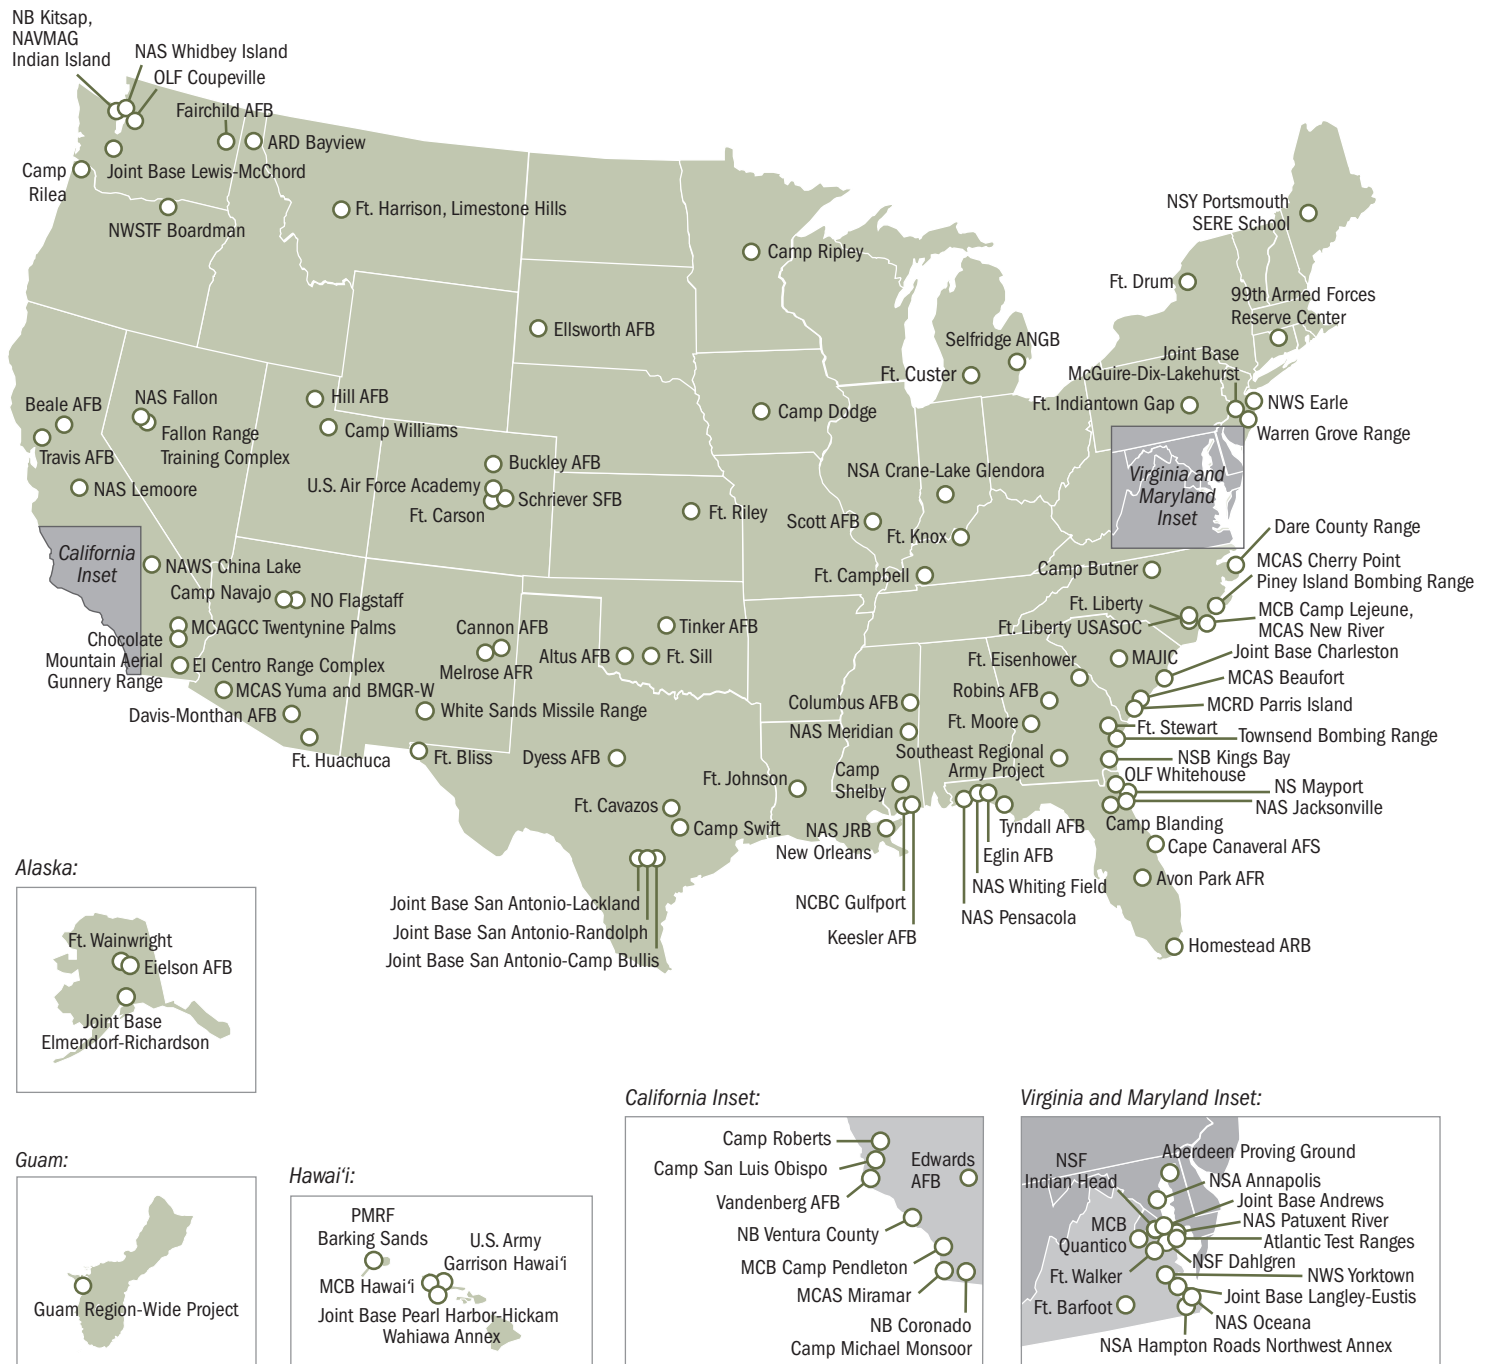 NB Kitsap,
NAVMAG
Indian Island
NAS Whidbey Island
OLF Coupeville
Fairchild AFB
ARD Bayview
Camp
Rilea
Joint Base Lewis-McChord
NWSTF Boardman
Ft. Harrison, Limestone Hills
Camp Ripley
NSY Portsmouth
SERE School
Ft. Drum
99th Armed Forces
Reserve Center
Ellsworth AFB
Selfridge ANGB
Ft. Custer
Joint Base
McGuire-Dix-Lakehurst
Ft. Indiantown Gap
NWS Earle
Warren Grove Range
Beale AFB
NAS Fallon
Hill AFB
Camp Williams
Fallon Range
Training Complex
Travis AFB
NAS Lemoore
Camp Dodge
Buckley AFB
U.S. Air Force Academy
Schriever SFB
Ft. Carson
Ft. Riley
NSA Crane-Lake Glendora
Scott AFB
Ft. Knox
Virginia and
Maryland
Inset
California
Inset
NAWS China Lake
Camp Navajo
NO Flagstaff
Ft. Campbell
Camp Butner
Dare County Range
MCAS Cherry Point
Piney Island Bombing Range
Ft. Liberty
Ft. Liberty USASOC
MCB Camp Lejeune,
MCAS New River
MCAGCC Twentynine Palms
Chocolate
Mountain Aerial
Gunnery Range
El Centro Range Complex
MCAS Yuma and BMGR-W
Davis-Monthan AFB
Ft. Huachuca
Cannon AFB
Melrose AFR
Altus AFB
Tinker AFB
Ft. Sill
White Sands Missile Range
Ft. Bliss
Dyess AFB
Ft. Eisenhower
MAJIC
Joint Base Charleston
MCAS Beaufort
MCRD Parris Island
Robins AFB
Columbus AFB
Ft. Moore
NAS Meridian
Ft. Stewart
Townsend Bombing Range
Southeast Regional
Army Project
NSB Kings Bay
OLF Whitehouse
NS Mayport
NAS Jacksonville
Camp
Shelby
Ft. Johnson
Ft. Cavazos
Camp Swift
NAS JRB
New Orleans
Tyndall AFB
Camp Blanding
Eglin AFB
Cape Canaveral AFS
NAS Whiting Field
Avon Park AFR
NCBC Gulfport
NAS Pensacola
Keesler AFB
Homestead ARB
Joint Base San Antonio-Lackland
Joint Base San Antonio-Randolph
Joint Base San Antonio-Camp Bullis
Alaska:
Ft. Wainwright
Eielson AFB
Joint Base
Elmendorf-Richardson
Guam:
Guam Region-Wide Project
Hawaiʻi:
PMRF
Barking Sands
U.S. Army
Garrison Hawaiʻi
MCB Hawaiʻi
Joint Base Pearl Harbor-Hickam
Wahiawa Annex
California Inset:
Camp Roberts
Camp San Luis Obispo
Edwards
AFB
Vandenberg AFB
NB Ventura County
MCB Camp Pendleton
MCAS Miramar
NB Coronado
Camp Michael Monsoor
Virginia and Maryland Inset:
Aberdeen Proving Ground
NSF
Indian Head
NSA Annapolis
Joint Base Andrews
NAS Patuxent River
MCB
Quantico
Atlantic Test Ranges
NSF Dahlgren
Ft. Walker
NWS Yorktown
Joint Base Langley-Eustis
Ft. Barfoot
NAS Oceana
NSA Hampton Roads Northwest Annex